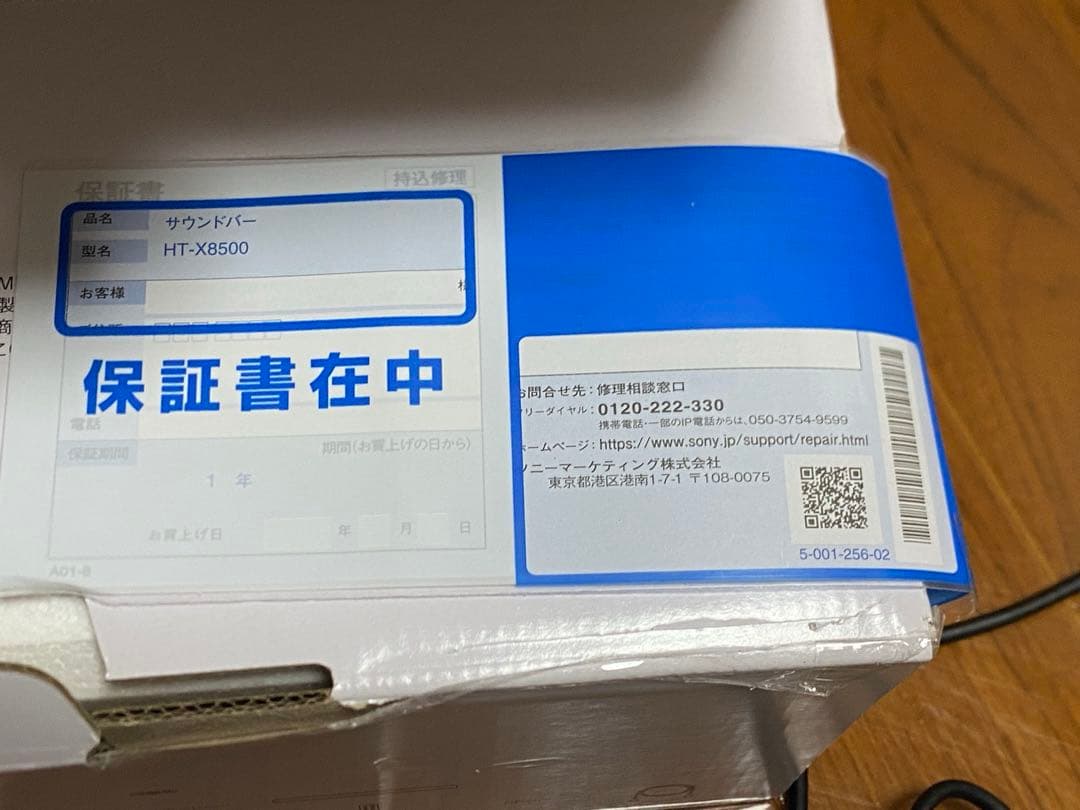 保証書
持込修理
品名 サウンドバー
型名 HT-X8500
お客様 様
保証書在中
電話
保証期間 期間(お買上げの日から)
1 年
お買上げ日 年 月 日
A01-8
お問合せ先:修理相談窓口
フリーダイヤル:0120-222-330
携帯電話・一部のIP電話からは、050-3754-9599
ホームページ:https://www.sony.jp/support/repair.html
ソニーマーケティング株式会社
東京都港区港南1-7-1 〒108-0075
5-001-256-02
M
製
商